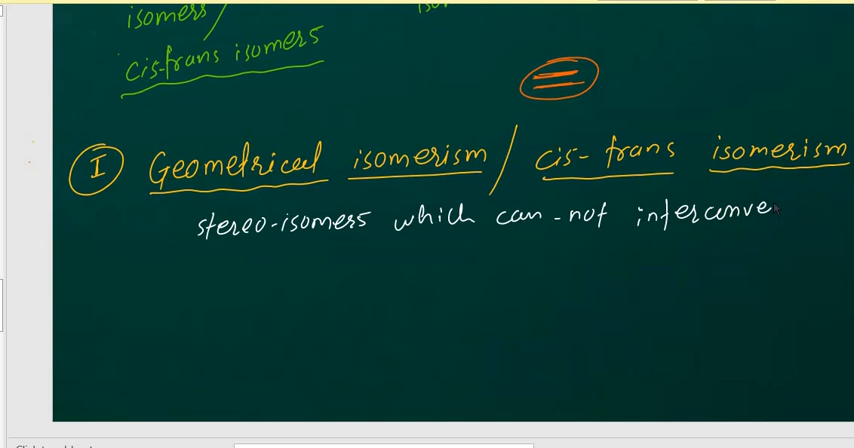 isomers/
cis-trans isomers
I Geometrical isomerism / cis-trans isomerism
stereo-isomers which can-not interconve